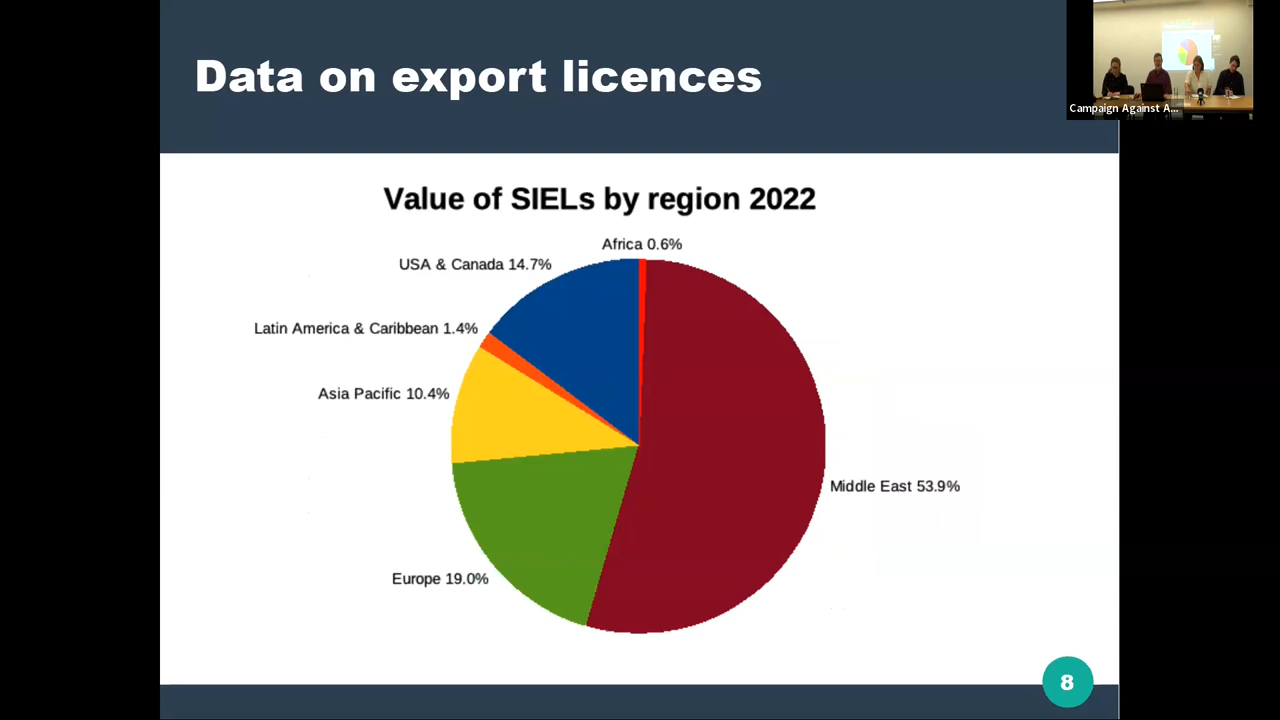 Data on export licences
Campaign Against A...
Value of SIELs by region 2022
Africa 0.6%
USA & Canada 14.7%
Latin America & Caribbean 1.4%
Asia Pacific 10.4%
Middle East 53.9%
Europe 19.0%
8